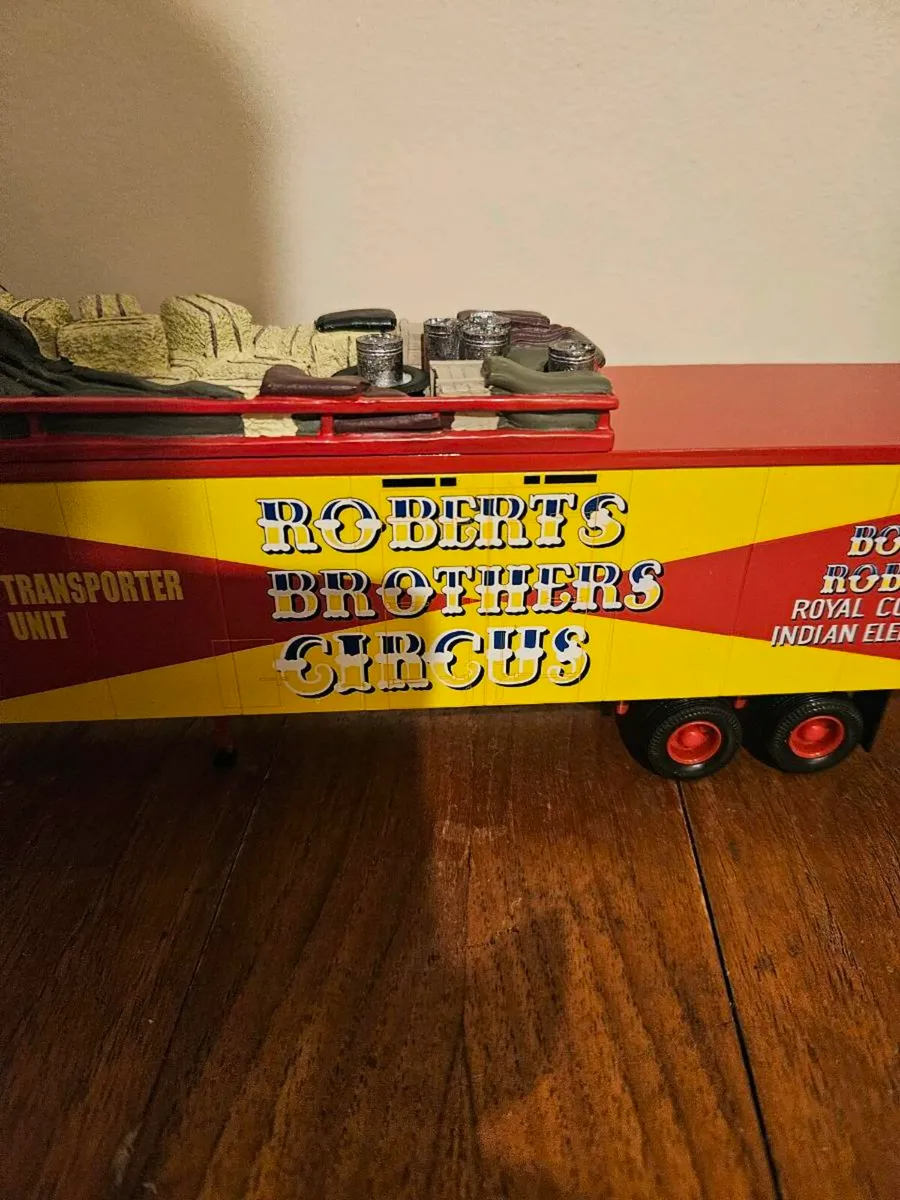 TRANSPORTER
UNIT
ROBERTS
BROTHERS
CIRCUS
ROYAL
INDIAN